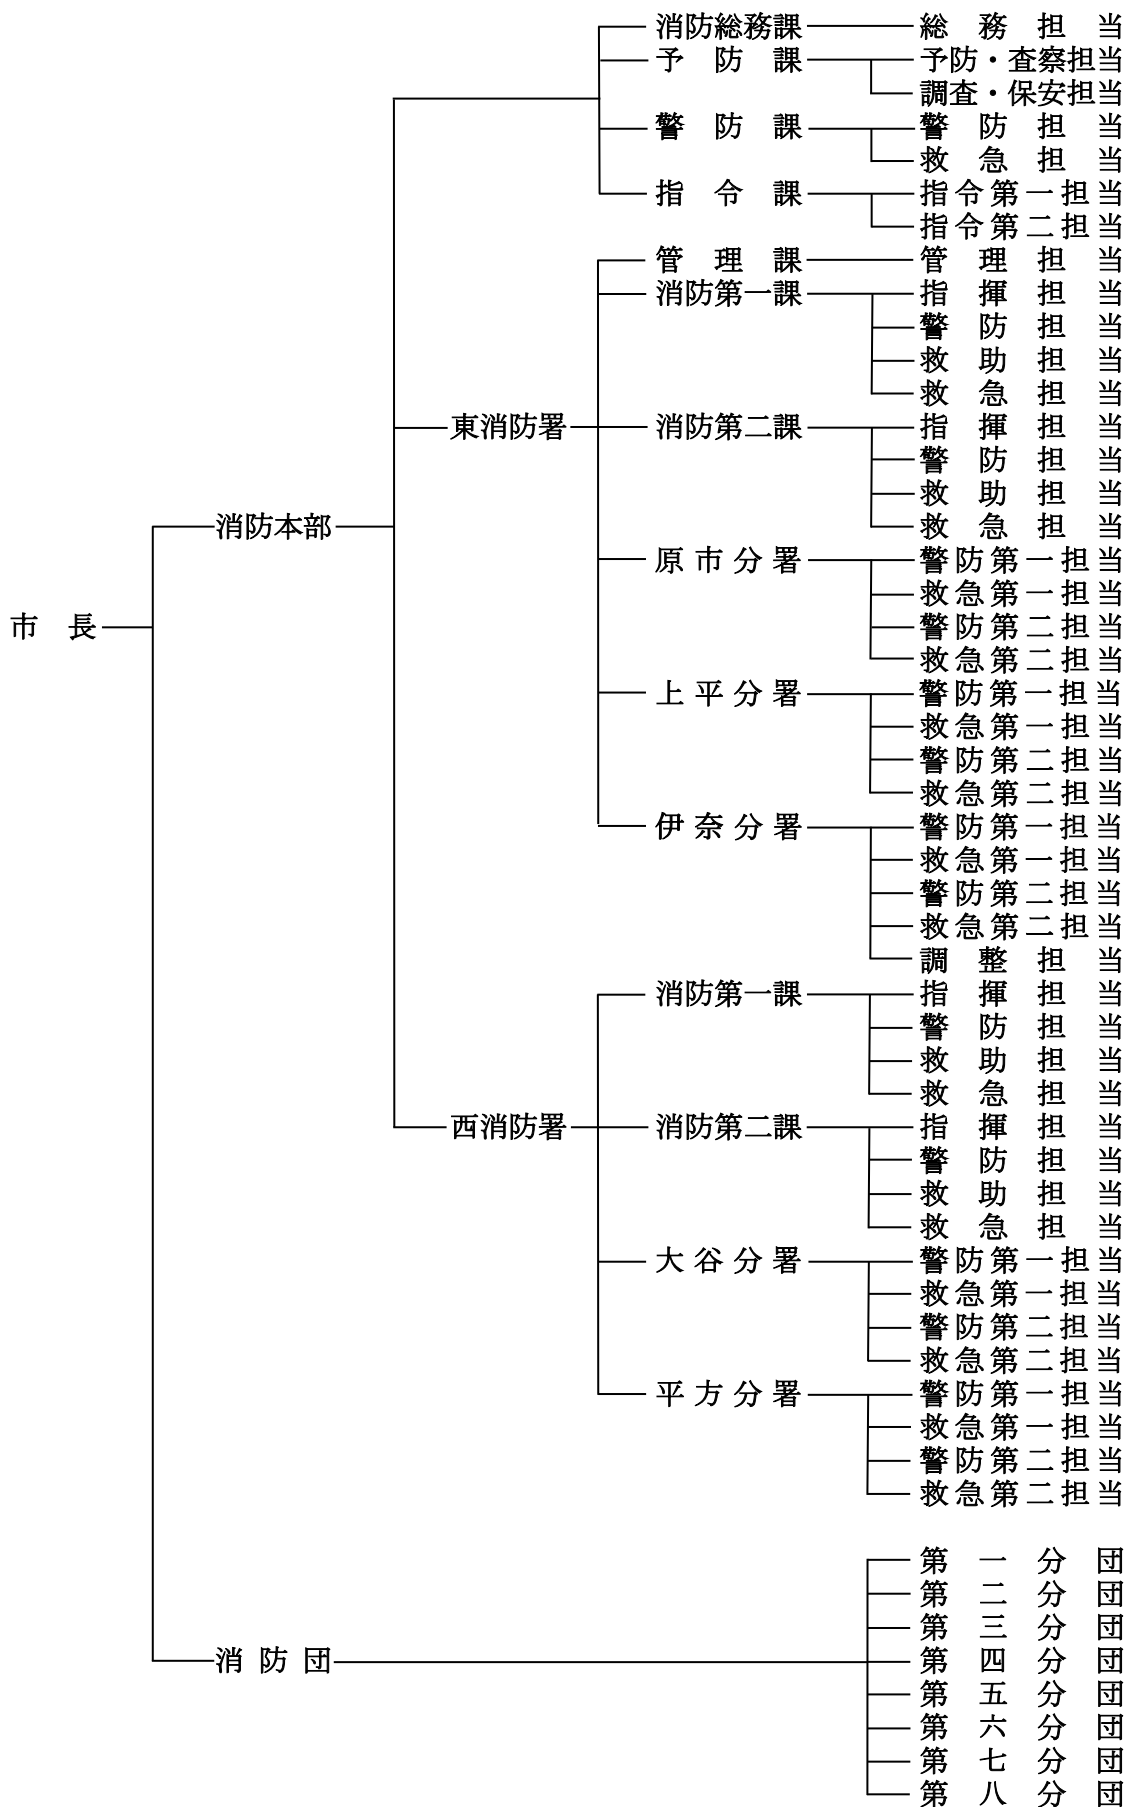 消防総務課 総務担当
予防課 予防・査察担当
調査・保安担当
警防課 警防担当
救急担当
指令課 指令第一担当
指令第二担当
管理課 管理担当
消防第一課 指揮担当
警防担当
救助担当
救急担当
東消防署 消防第二課 指揮担当
警防担当
救助担当
消防本部 救急担当
原市分署 警防第一担当
救急第一担当
市長 警防第二担当
救急第二担当
上平分署 警防第一担当
救急第一担当
警防第二担当
救急第二担当
伊奈分署 警防第一担当
救急第一担当
警防第二担当
救急第二担当
調整担当
消防第一課 指揮担当
警防担当
救助担当
救急担当
西消防署 消防第二課 指揮担当
警防担当
救助担当
救急担当
大谷分署 警防第一担当
救急第一担当
警防第二担当
救急第二担当
平方分署 警防第一担当
救急第一担当
警防第二担当
救急第二担当
第一分団
第二分団
第三分団
消防団 第四分団
第五分団
第六分団
第七分団
第八分団